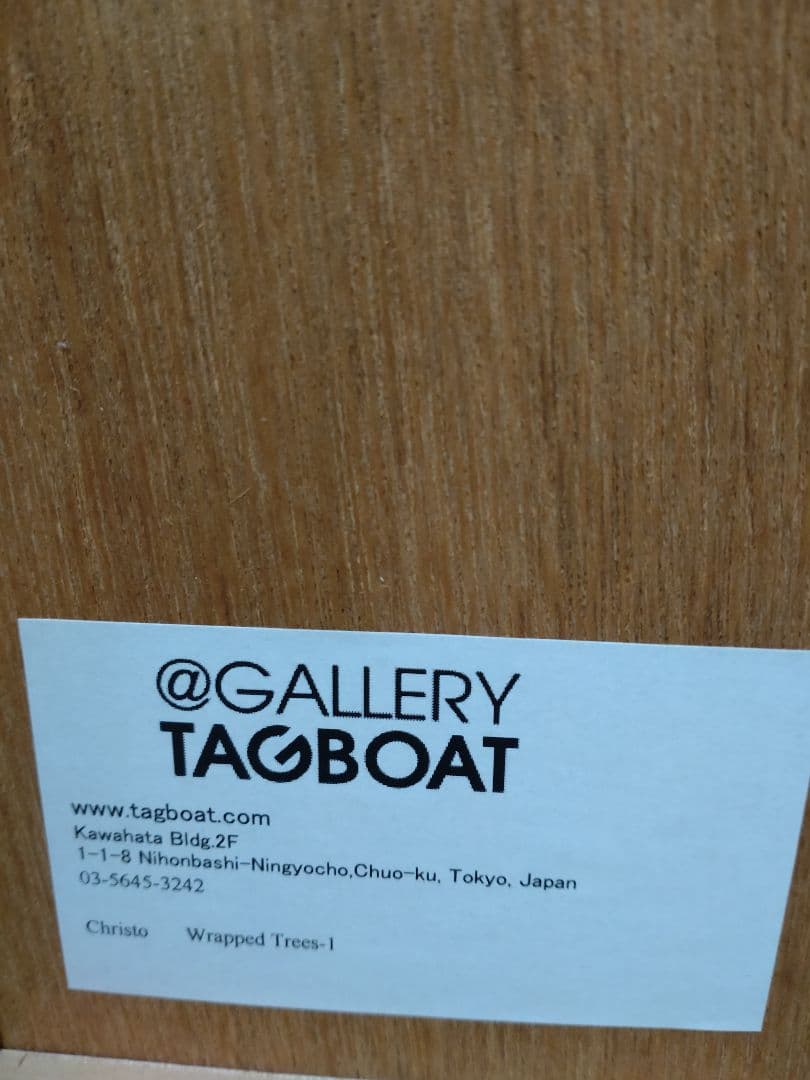 @GALLERY
TAGBOAT
www.tagboat.com
Kawahata Bldg.2F
1-1-8 Nihonbashi-Ningyocho,Chuo-ku, Tokyo, Japan
03-5645-3242
Christo Wrapped Trees-1